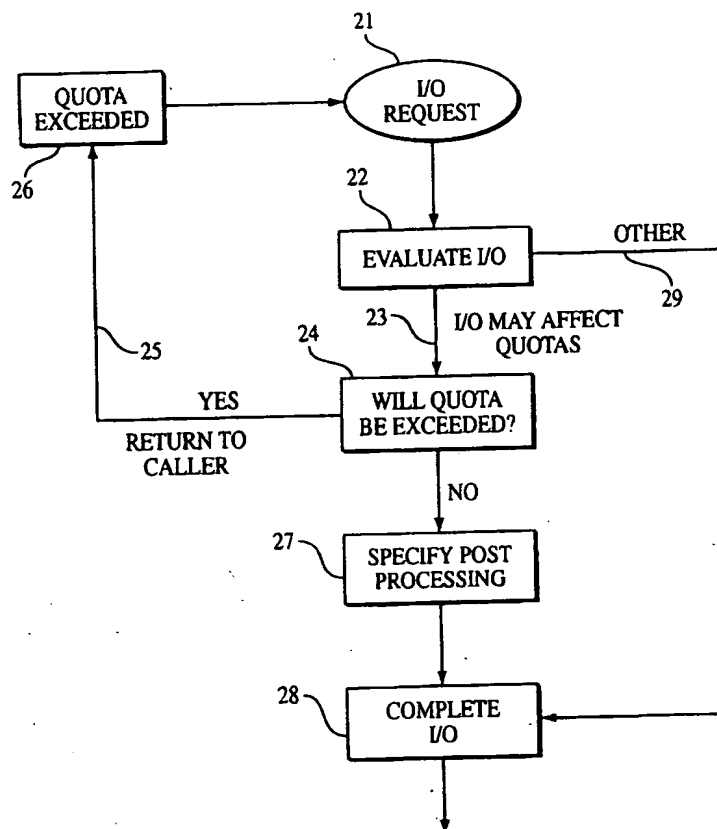 21
QUOTA
EXCEEDED
26
I/O
REQUEST
22
EVALUATE I/O
OTHER
29
23
I/O MAY AFFECT
QUOTAS
24
25
YES
RETURN TO
CALLER
WILL QUOTA
BE EXCEEDED?
NO
27
SPECIFY POST
PROCESSING
28
COMPLETE
I/O